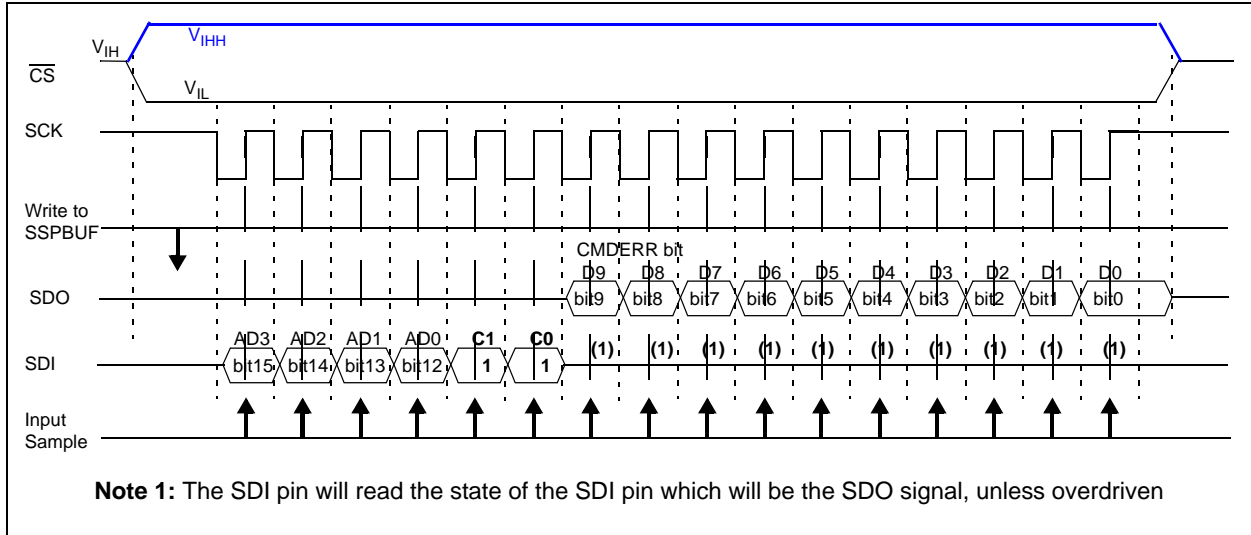 VIHH
VIH
CS
VIL
SCK
Write to
SSPBUF
CMDERR bit
D9 D8 D7 D6 D5 D4 D3 D2 D1 D0
SDO bit9 bit8 bit7 bit6 bit5 bit4 bit3 bit2 bit1 bit0
AD3 AD2 AD1 AD0 C1 C0 (1) (1) (1) (1) (1) (1) (1) (1) (1) (1)
SDI bit15 bit14 bit13 bit12 1 1
Input
Sample
Note 1: The SDI pin will read the state of the SDI pin which will be the SDO signal, unless overdriven